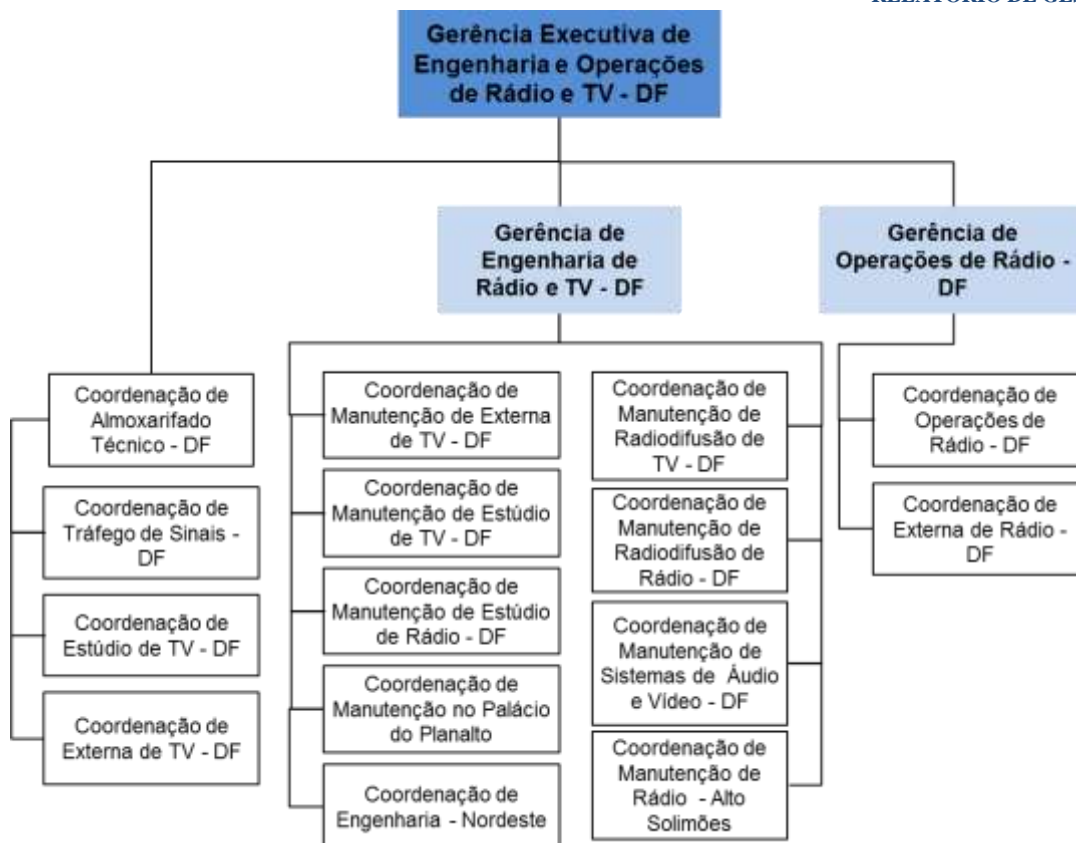 RELATÓRIO DE GES
Gerência Executiva de
Engenharia e Operações
de Rádio e TV - DF
Gerência de
Engenharia de
Rádio e TV - DF
Gerência de
Operações de Rádio -
DF
Coordenação de
Almoxarifado
Técnico - DF
Coordenação de
Tráfego de Sinais -
DF
Coordenação de
Estúdio de TV - DF
Coordenação de
Externa de TV - DF
Coordenação de
Manutenção de Externa
de TV - DF
Coordenação de
Manutenção de Estúdio
de TV - DF
Coordenação de
Manutenção de Estúdio
de Rádio - DF
Coordenação de
Manutenção no Palácio
do Planalto
Coordenação de
Engenharia - Nordeste
Coordenação de
Manutenção de
Radiodifusão de
TV - DF
Coordenação de
Manutenção de
Radiodifusão de
Rádio - DF
Coordenação de
Manutenção de
Sistemas de Áudio
e Vídeo - DF
Coordenação de
Manutenção de
Rádio - Alto
Solimões
Coordenação de
Operações de
Rádio - DF
Coordenação de
Externa de Rádio -
DF